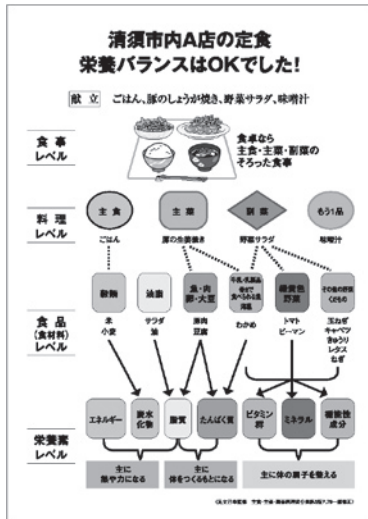 清須市内A店の定食
栄養バランスはOKでした!
献立 ごはん、豚のしょうが焼き、野菜サラダ、味噌汁
食事
レベル
食卓なら
主食・主菜・副菜の
そろった食事
料理
レベル
主食
主菜
副菜
もう1品
ごはん
豚の生姜焼き
野菜サラダ
味噌汁
食品
(食材料)
レベル
穀類
油脂
魚・肉
卵・大豆
牛乳・乳製品
骨まで
食べられる魚
海藻
緑黄色
野菜
その他の野菜
くだもの
米
小麦
サラダ
油
豚肉
豆腐
わかめ
トマト
ピーマン
玉ねぎ
キャベツ
きゅうり
レタス
ねぎ
栄養素
レベル
エネルギー
炭水
化物
脂質
たんぱく質
ビタミン
群
ミネラル
機能性
成分
主に
熱や力になる
主に
体をつくるもとになる
主に体の調子を整える